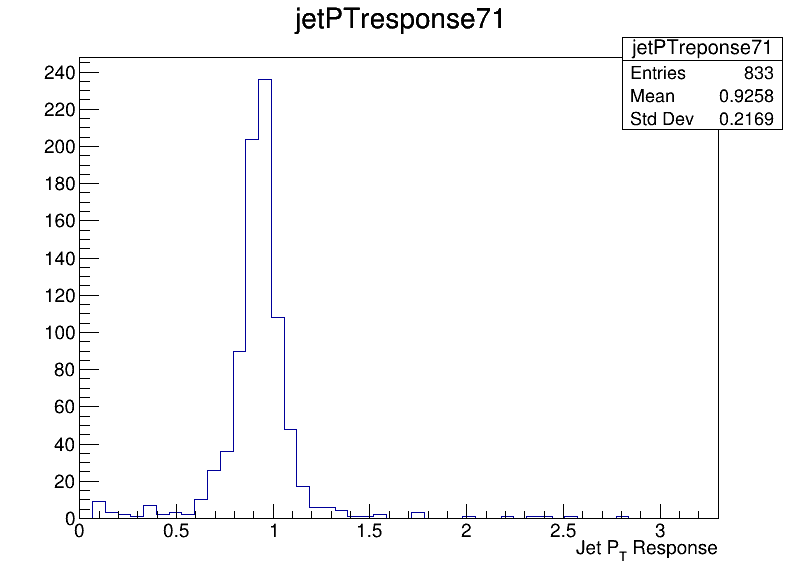 jetPTresponse71
jetPTreponse71
Entries 833
Mean 0.9258
Std Dev 0.2169
240
220
200
180
160
140
120
100
80
60
40
20
0
0 0.5 1 1.5 2 2.5 3
Jet PT Response